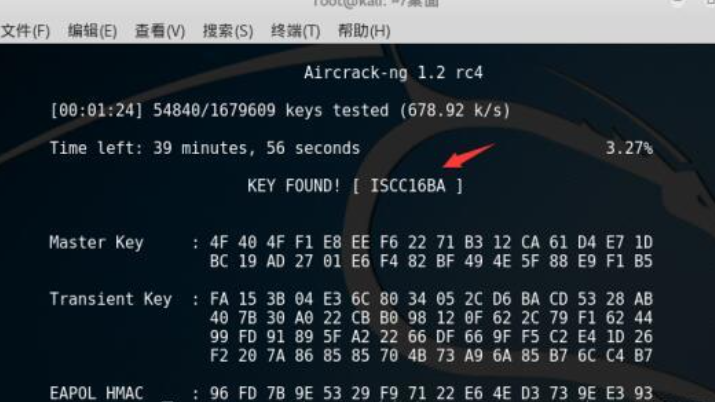 root@kali: ~/桌面
文件(F) 编辑(E) 查看(V) 搜索(S) 终端(T) 帮助(H)
Aircrack-ng 1.2 rc4
[00:01:24] 54840/1679609 keys tested (678.92 k/s)
Time left: 39 minutes, 56 seconds 3.27%
KEY FOUND! [ ISCC16BA ]
Master Key : 4F 40 4F F1 E8 EE F6 22 71 B3 12 CA 61 D4 E7 1D
BC 19 AD 27 01 E6 F4 82 BF 49 4E 5F 88 E9 F1 B5
Transient Key : FA 15 3B 04 E3 6C 80 34 05 2C D6 BA CD 53 28 AB
40 7B 30 A0 22 CB B0 98 12 0F 62 2C 79 F1 62 44
99 FD 91 89 5F A2 22 66 DF 66 9F F5 C2 E4 1D 26
F2 20 7A 86 85 85 70 4B 73 A9 6A 85 B7 6C C4 B7
EAPOL HMAC : 96 FD 7B 9E 53 29 F9 71 22 E6 4E D3 73 9E E3 93